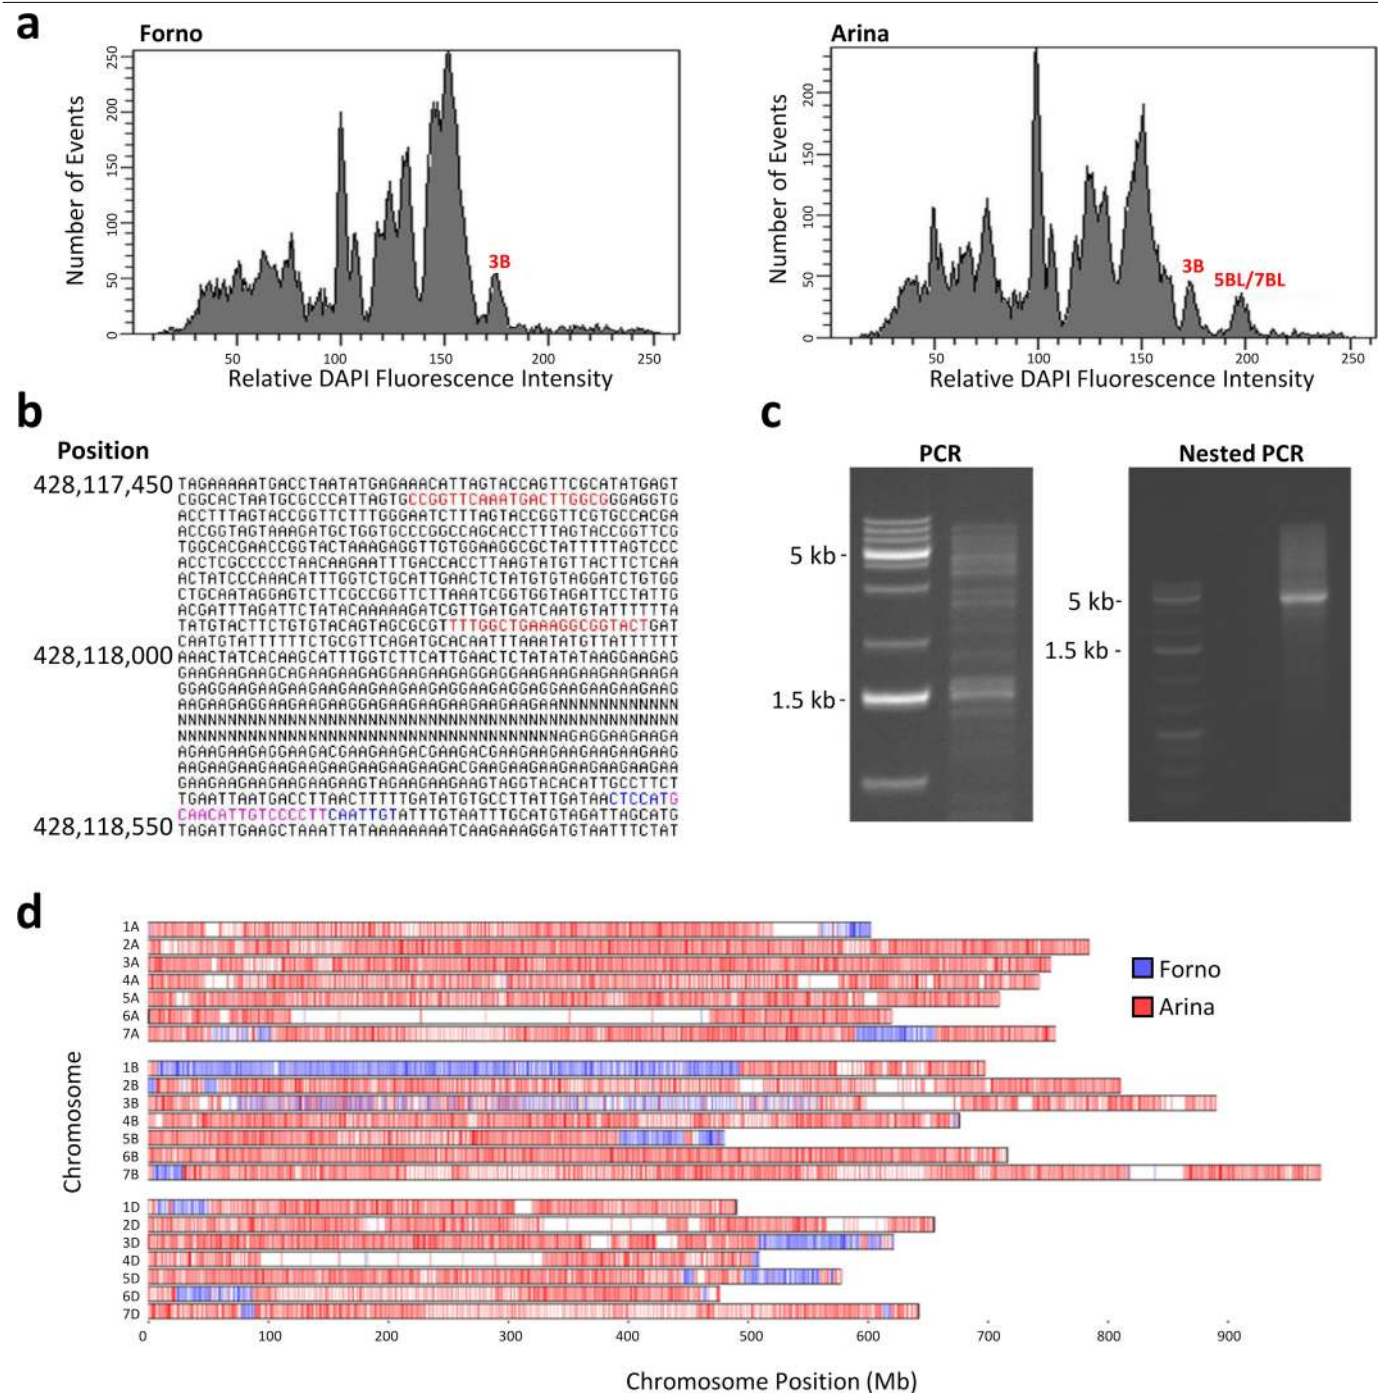 a
Forno
Number of Events
0
50
100
150
200
250
3B
50
100
150
200
250
Relative DAPI Fluorescence Intensity
Arina
Number of Events
0
50
100
150
200
3B
5BL/7BL
50
100
150
200
250
Relative DAPI Fluorescence Intensity
b
Position
428,117,450 TAGAAAAATGACCTAATATGAGAAACATTAGTACCAGTTCGCATATGAGT
CGGCACTAATGCGCCCATTAGTGCCGGTTCAAATGACTTGGCGGGAGGTG
ACCTTTAGTACCGGTTCTTTGGGAATCTTTAGTACCGGTTCGTGCCACGA
ACCGGTAGTAAAGATGCTGGTGCCCGGCCAGCACCTTTAGTACCGGTTCG
TGGCACGAACCGGTACTAAAGAGGTTGTGGAAGGCGCTATTTTTAGTCCC
ACCTCGCCCCCTAACAAGAATTTGACCACCTTAAGTATGTTACTTCTCAA
ACTATCCCAAACATTTGGTCTGCATTGAACTCTATGTGTAGGATCTGTGG
CTGCAATAGGAGTCTTCGCCGGTTCTTAAATCGGTGGTAGATTCCTATTG
ACGATTTAGATTCTATACAAAAAGATCGTTGATGATCAATGTATTTTTTA
TATGTACTTCTGTGTACAGTAGCGCGTTTTGGCTGAAAGGCGGTACTGAT
CAATGTATTTTTTCTGCGTTCAGATGCACAATTTAAATATGTTATTTTTT
428,118,000 AAACTATCACAAGCATTTGGTCTTCATTGAACTCTATATATAAGGAAGAG
GAAGAAGAAGCAGAAGAAGAAGAGGAAGAAGAAGAGGAAGAAGAAGAAGA
GGAGGAAGAAGAAGAAGAAGAAGAAGAAGAGGAAGAAGAAGAAGAAGAAG
GAAGAAGAAGAAGAAGAAGAAGAAGAAGAGGAAGAAGANNNNNNNNNNNN
NNNNNNNNNNNNNNNNNNNNNNNNNNNNNNNNNNNNNNNNNNNNNNNNNN
NNNNNNNNNNNNNNNNNNNNNNNNNNNNNNNNNNNNNNAGAGGAAGAAGA
AGAAGAAGAGGAAGACGAAGAAGACGAAGACGAAGAAGAAGAAGAAGAAG
AAGAAGAAGAAGAAGAAGAAGAAGAAGACGAAGAAGAAGAAGAAGAAGAA
GAAGAAGAAGAAGAAGAAGTAGAAGAAGAAGAAGTAGGTACACATTGCCTTCT
TGAATTAATGACCTTAACTTTTTGATATGTGCCTTATTGATAACTCCATG
CAACATTGTCCCCTTCAATTGTATTTGTAATTTGCATGTAGATTAGCATG
428,118,550 TAGATTGAAGCTAAATTATAAAAAAAATCAAGAAAGGATGTAATTTCTAT
c
PCR
5 kb-
1.5 kb-
Nested PCR
5 kb-
1.5 kb -
d
Chromosome
1A
2A
3A
4A
5A
6A
7A
1B
2B
3B
4B
5B
6B
7B
1D
2D
3D
4D
5D
6D
7D
Forno
Arina
0
100
200
300
400
500
600
700
800
900
Chromosome Position (Mb)